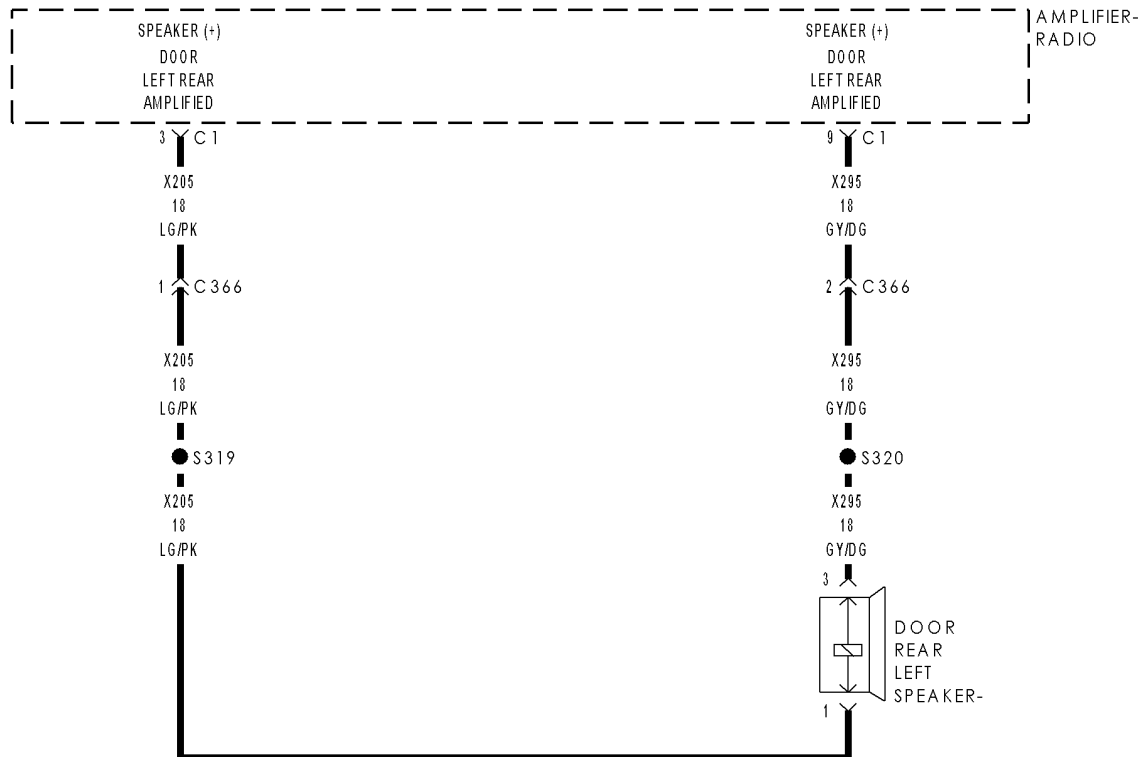 SPEAKER (+)
DOOR
LEFT REAR
AMPLIFIED
SPEAKER (+)
DOOR
LEFT REAR
AMPLIFIED
AMPLIFIER-
RADIO
3 C1
9 C1
X205
18
LG/PK
X295
18
GY/DG
1 C366
2 C366
X205
18
LG/PK
X295
18
GY/DG
S319
S320
X205
18
LG/PK
X295
18
GY/DG
3
DOOR
REAR
LEFT
SPEAKER-
1